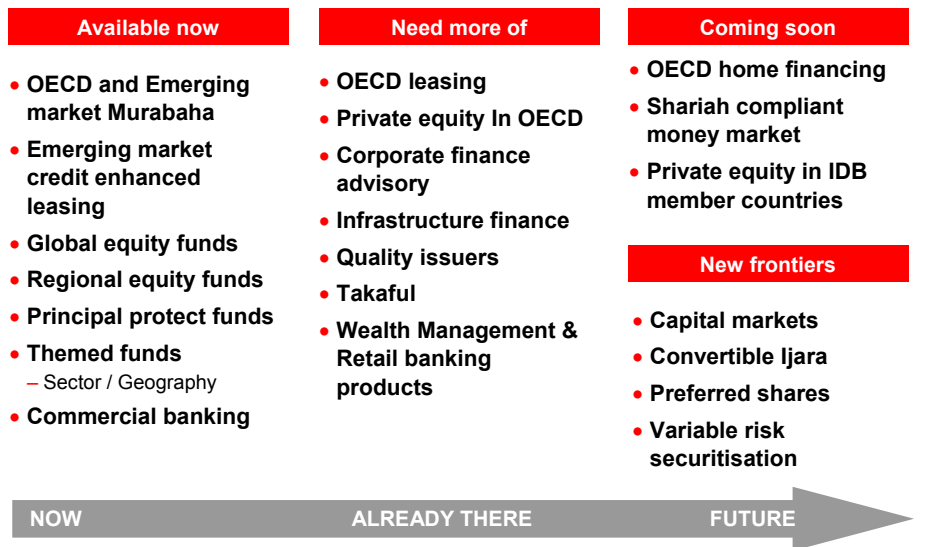 Available now
• OECD and Emerging
market Murabaha
• Emerging market
credit enhanced
leasing
• Global equity funds
• Regional equity funds
• Principal protect funds
• Themed funds
– Sector / Geography
• Commercial banking
Need more of
• OECD leasing
• Private equity In OECD
• Corporate finance
advisory
• Infrastructure finance
• Quality issuers
• Takaful
• Wealth Management &
Retail banking
products
Coming soon
• OECD home financing
• Shariah compliant
money market
• Private equity in IDB
member countries
New frontiers
• Capital markets
• Convertible Ijara
• Preferred shares
• Variable risk
securitisation
NOW
ALREADY THERE
FUTURE